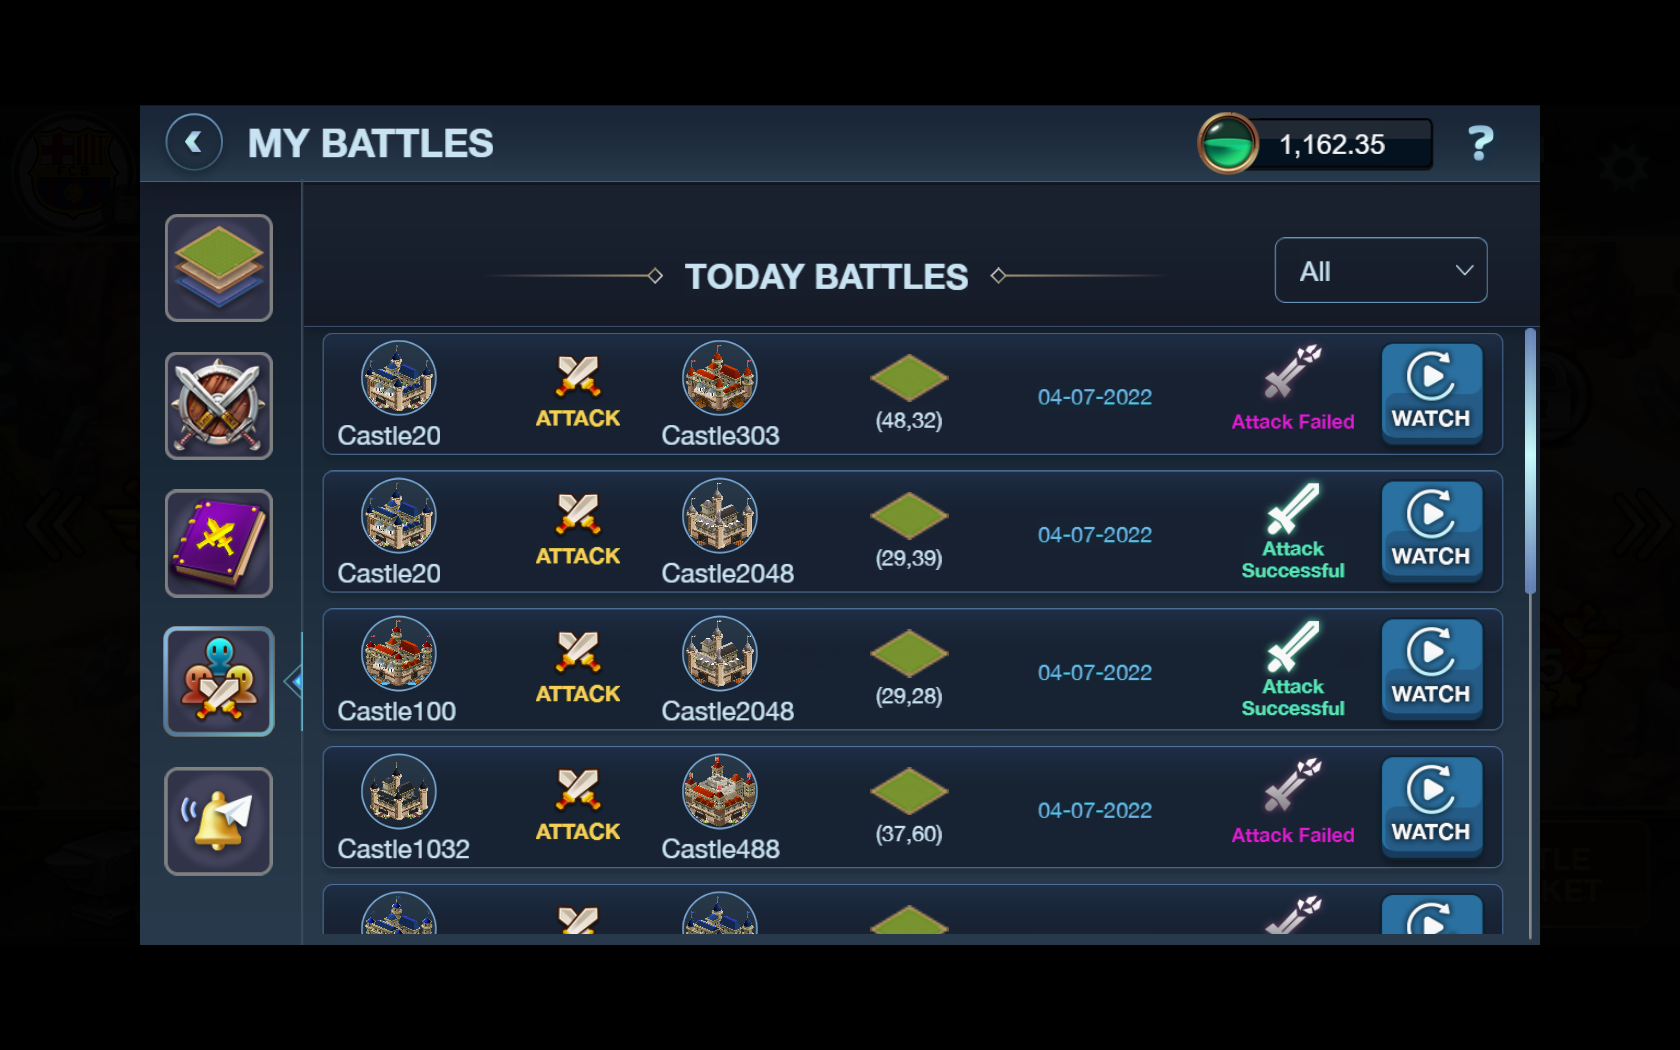 MY BATTLES
1,162.35
?
TODAY BATTLES
All
Castle20
ATTACK
Castle303
(48,32)
04-07-2022
Attack Failed
WATCH
Castle20
ATTACK
Castle2048
(29,39)
04-07-2022
Attack
Successful
WATCH
Castle100
ATTACK
Castle2048
(29,28)
04-07-2022
Attack
Successful
WATCH
Castle1032
ATTACK
Castle488
(37,60)
04-07-2022
Attack Failed
WATCH